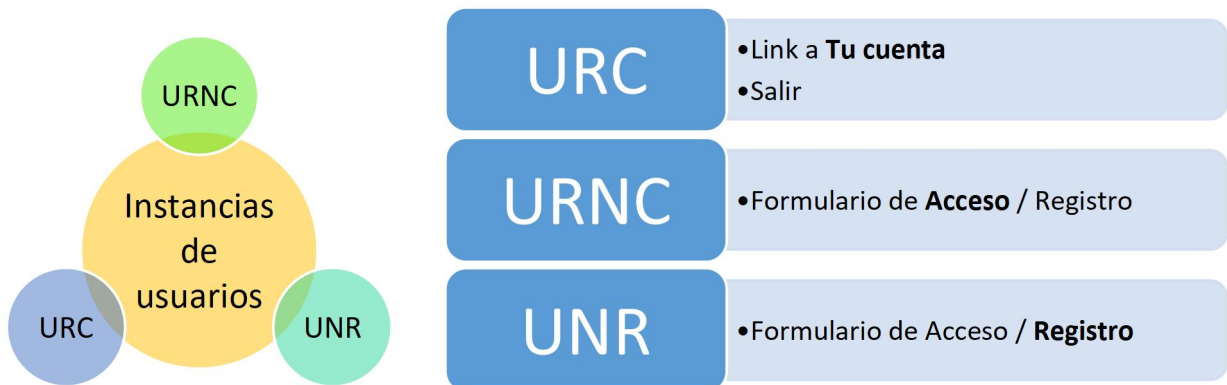 URNC
Instancias
de
usuarios
URC
UNR
URC
•Link a Tu cuenta
•Salir
URNC
•Formulario de Acceso / Registro
UNR
•Formulario de Acceso / Registro